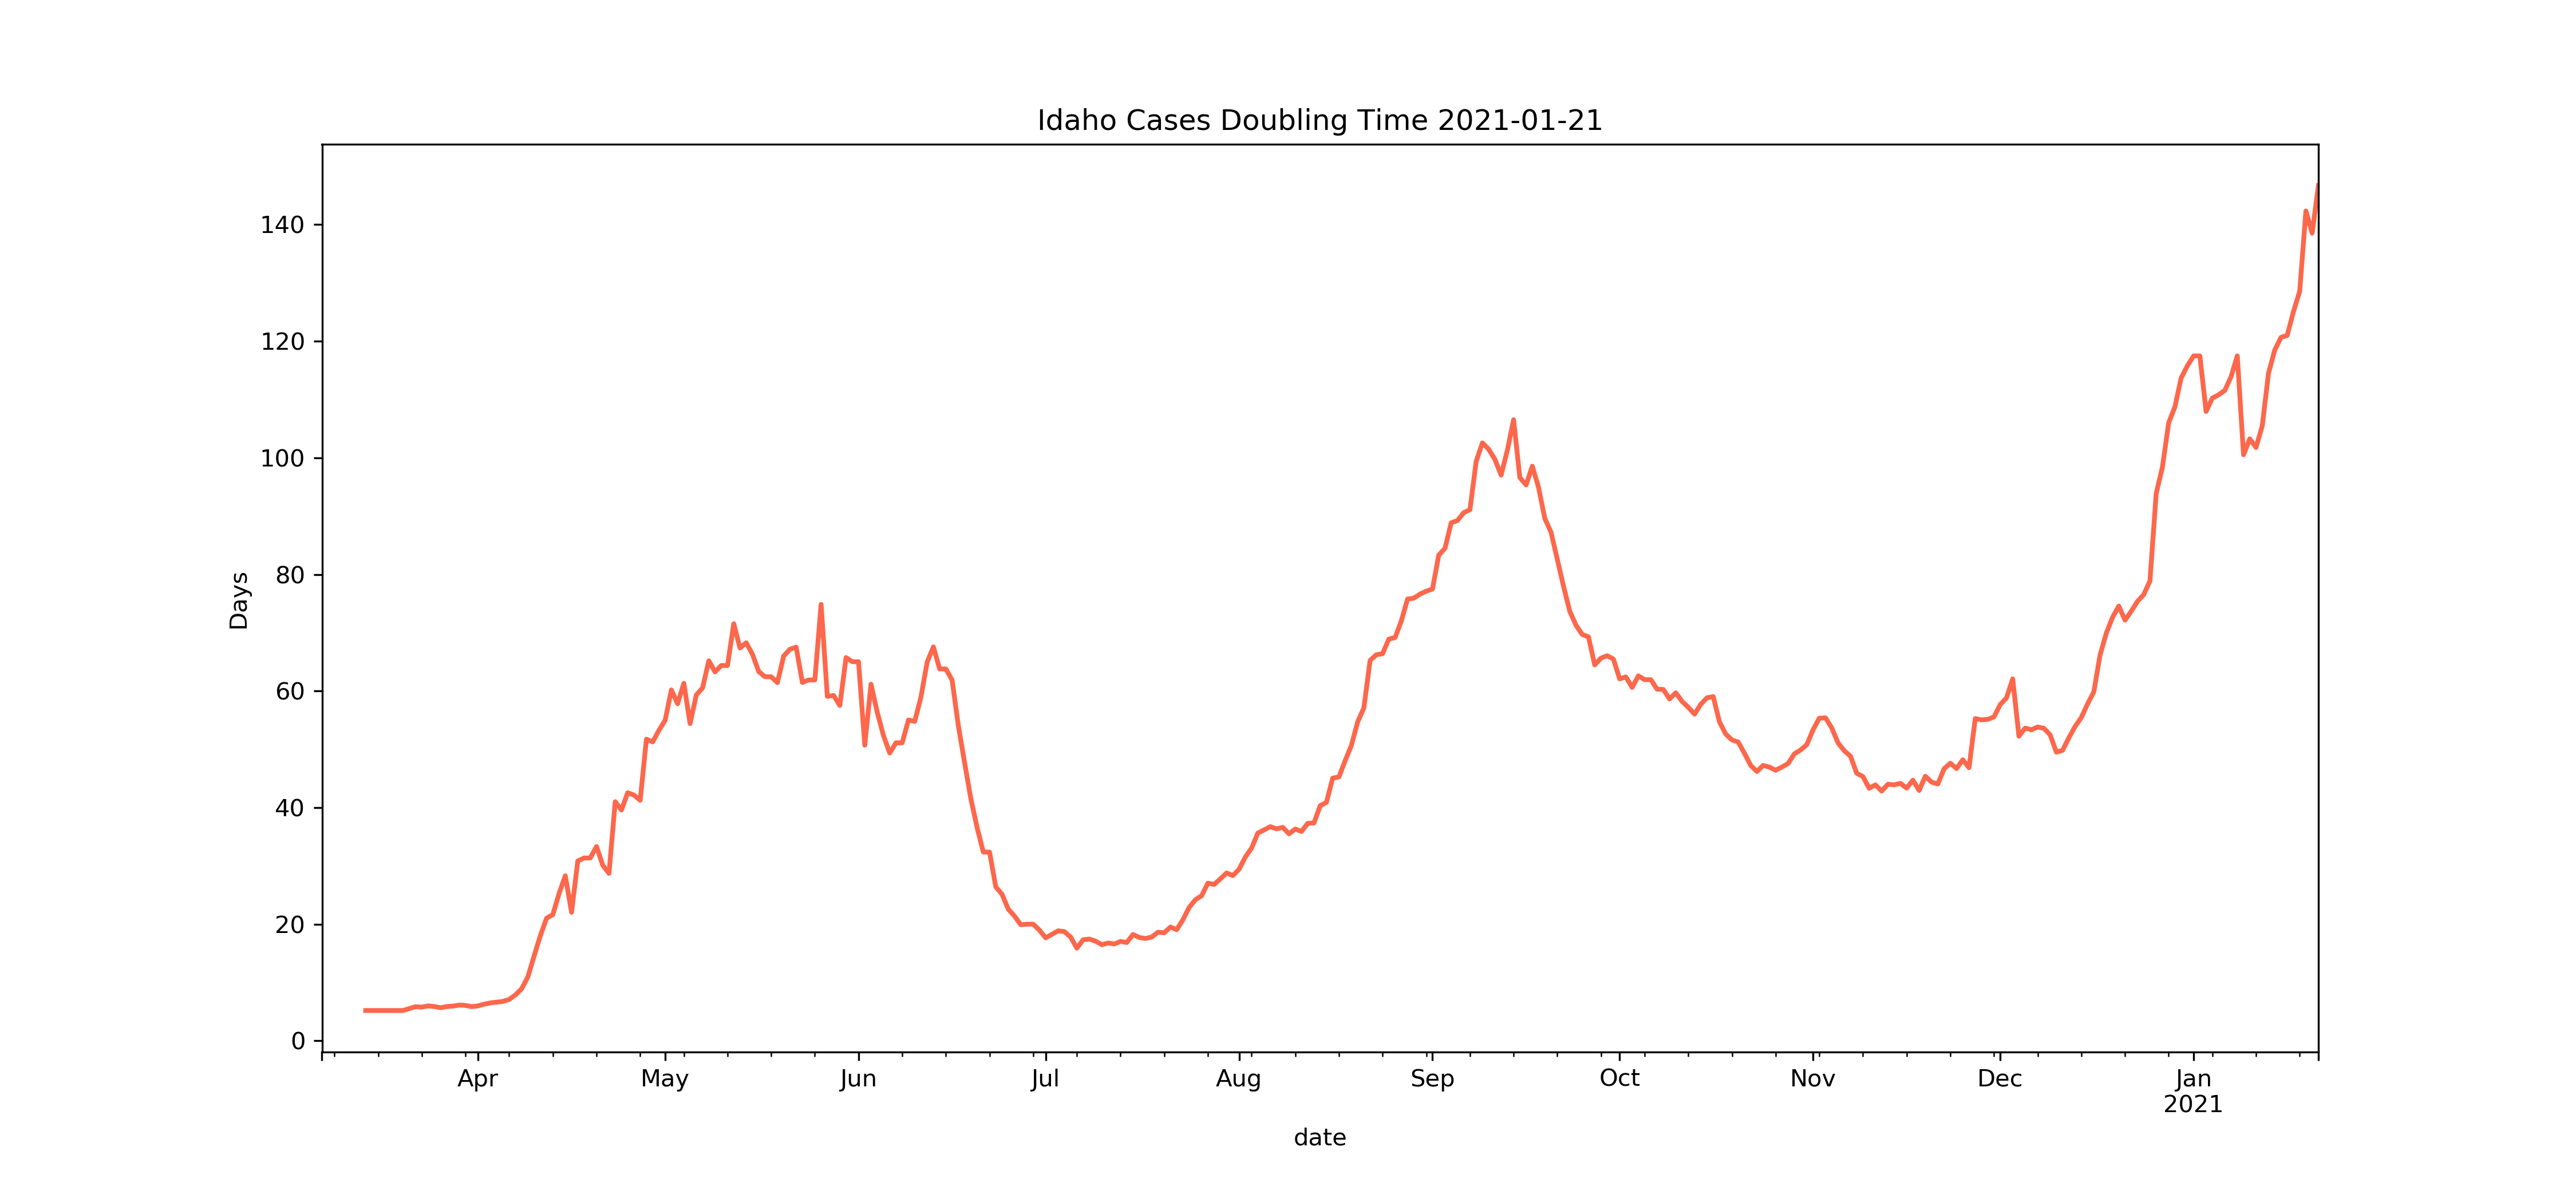 Idaho Cases Doubling Time 2021-01-21
140
120
100
80
60
40
20
0
Days
Apr May Jun Jul Aug Sep Oct Nov Dec Jan
2021
date